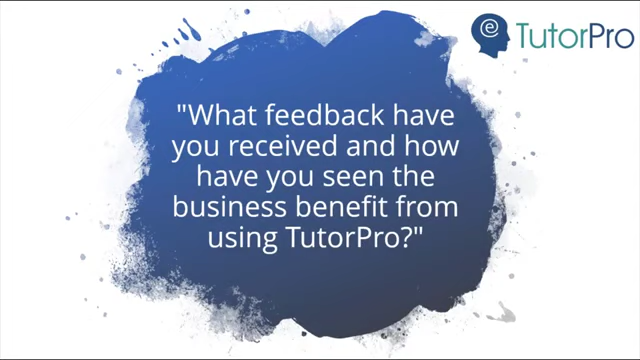 TutorPro
"What feedback have
you received and how
have you seen the
business benefit from
using TutorPro?"